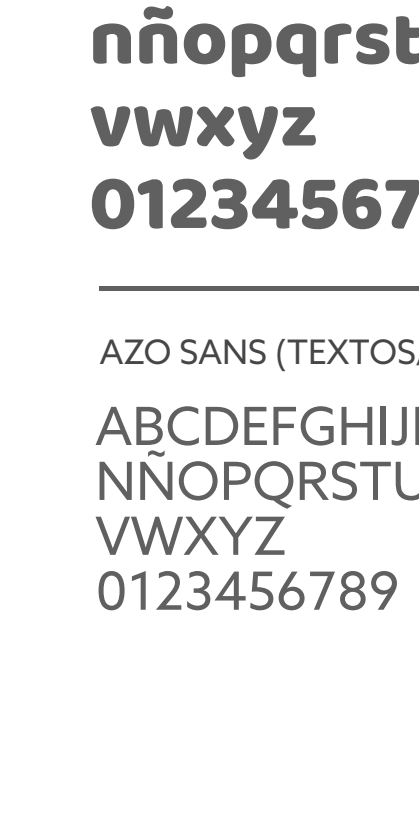 nñopqrst
vwxyz
01234567
AZO SANS (TEXTOS/
ABCDEFGHIJ
NÑOPQRSTU
VWXYZ
0123456789